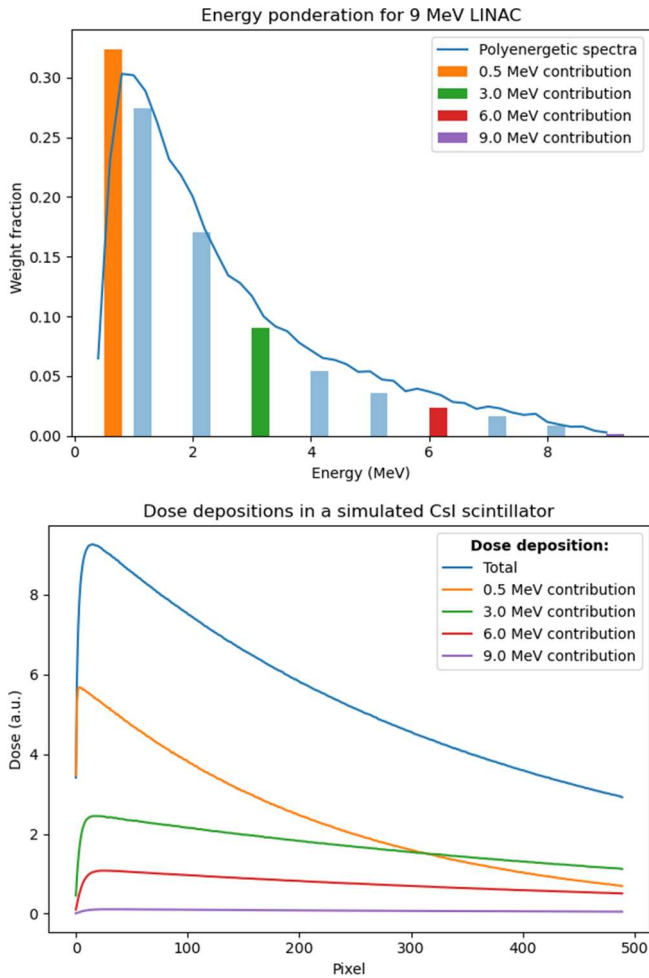 Energy ponderation for 9 MeV LINAC
Polyenergetic spectra
0.5 MeV contribution
3.0 MeV contribution
6.0 MeV contribution
9.0 MeV contribution
Weight fraction
0.30
0.25
0.20
0.15
0.10
0.05
0.00
0 2 4 6 8
Energy (MeV)
Dose depositions in a simulated CsI scintillator
Dose deposition:
Total
0.5 MeV contribution
3.0 MeV contribution
6.0 MeV contribution
9.0 MeV contribution
Dose (a.u.)
8
6
4
2
0
0 100 200 300 400 500
Pixel